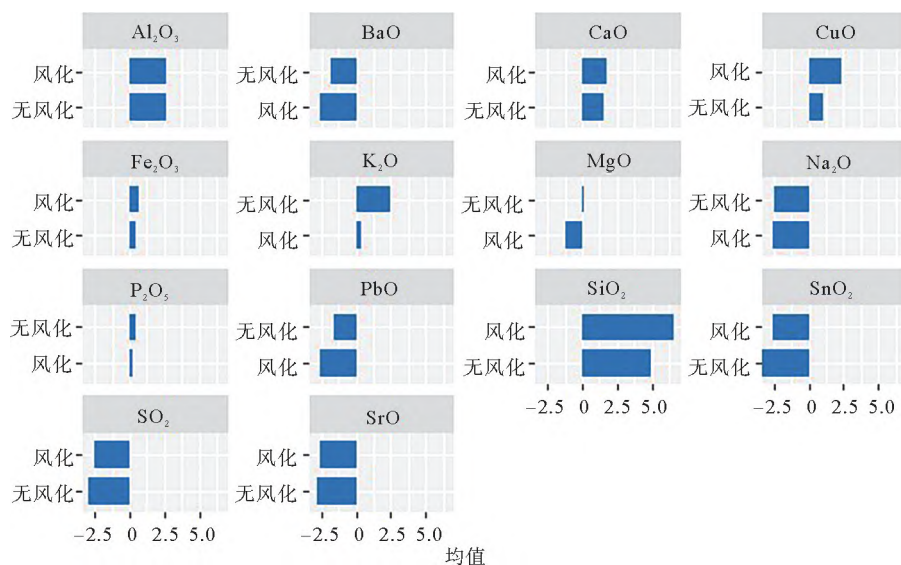 Al₂O₃ BaO CaO CuO
风化 无风化 风化 风化
无风化 风化 无风化 无风化
Fe₂O₃ K₂O MgO Na₂O
风化 无风化 无风化 无风化
无风化 风化 风化 风化
P₂O₅ PbO SiO₂ SnO₂
无风化 无风化 风化 风化
风化 风化 无风化 无风化
−2.5 0 2.5 5.0 −2.5 0 2.5 5.0
SO₂ SrO
风化 风化
无风化 无风化
−2.5 0 2.5 5.0 −2.5 0 2.5 5.0
均值